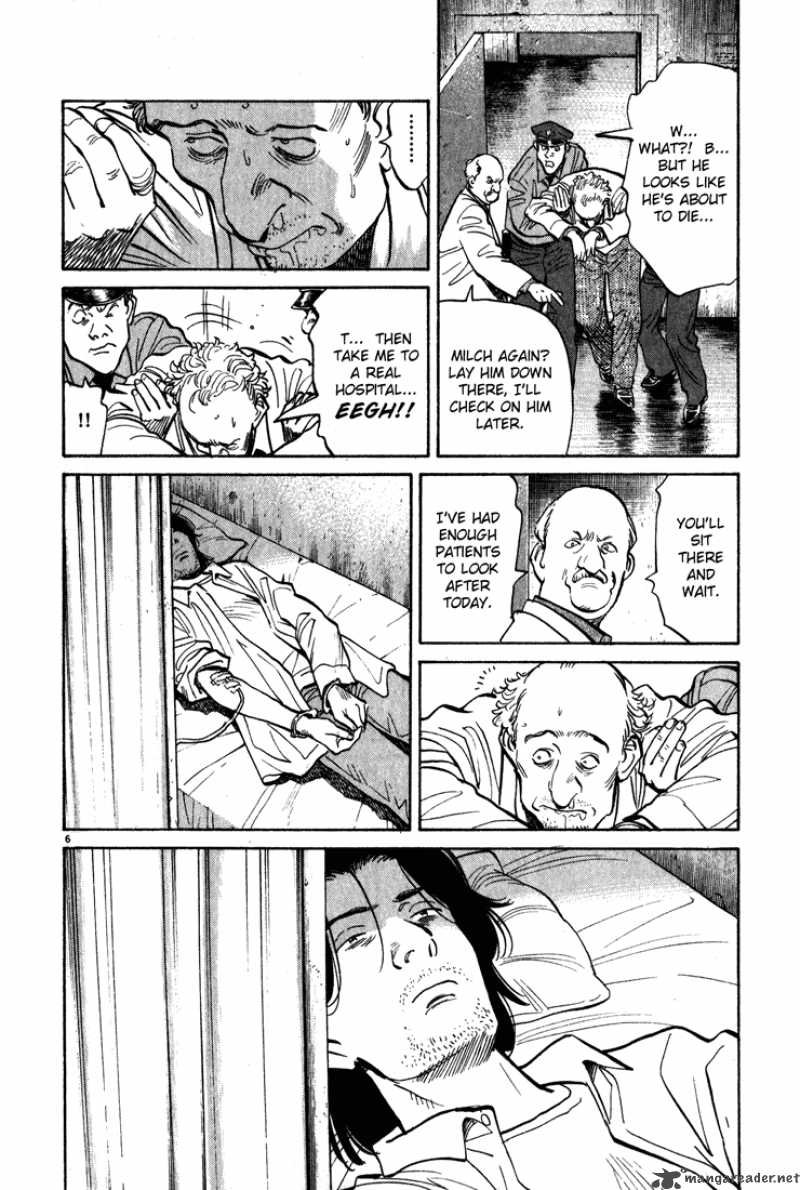 W...
WHAT?! B...
BUT HE
LOOKS LIKE
HE'S ABOUT
TO DIE...
MILCH AGAIN?
LAY HIM DOWN
THERE, I'LL
CHECK ON HIM
LATER.
.........
T... THEN
TAKE ME TO
A REAL
HOSPITAL...
EEGH!!
!!
YOU'LL
SIT
THERE
AND
WAIT.
I'VE HAD
ENOUGH
PATIENTS
TO LOOK
AFTER
TODAY.
6
mangareader.net